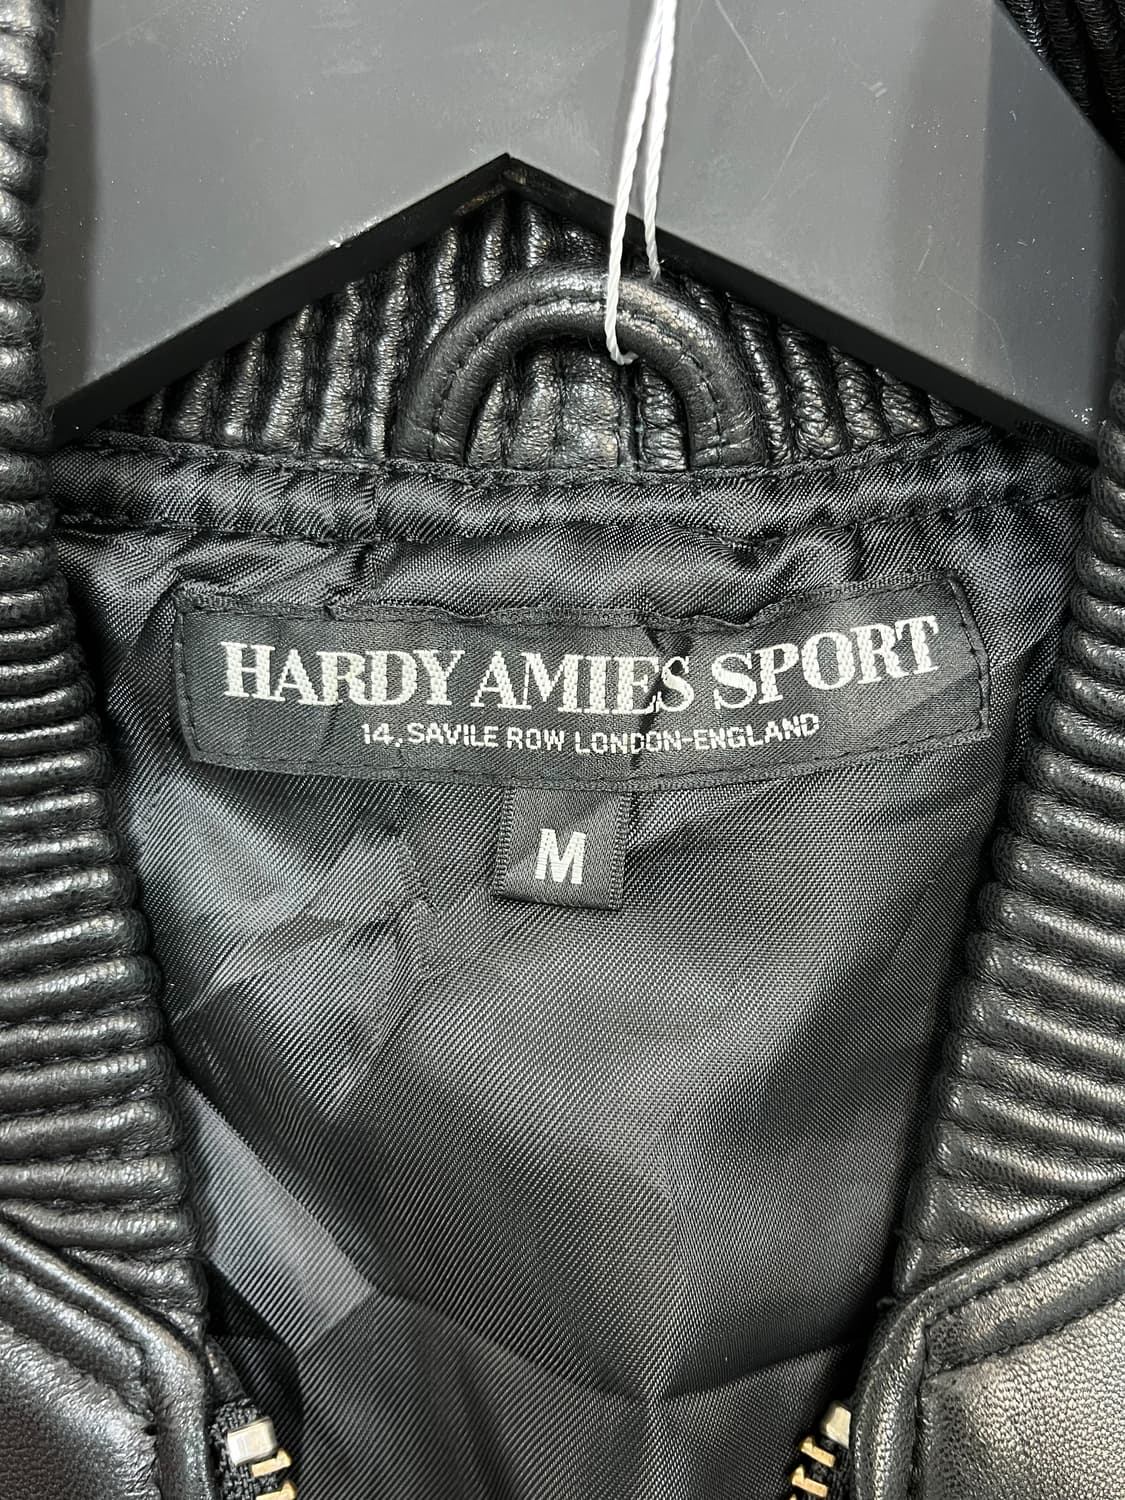 HARDY AMIES SPORT
14, SAVILE ROW LONDON-ENGLAND
M